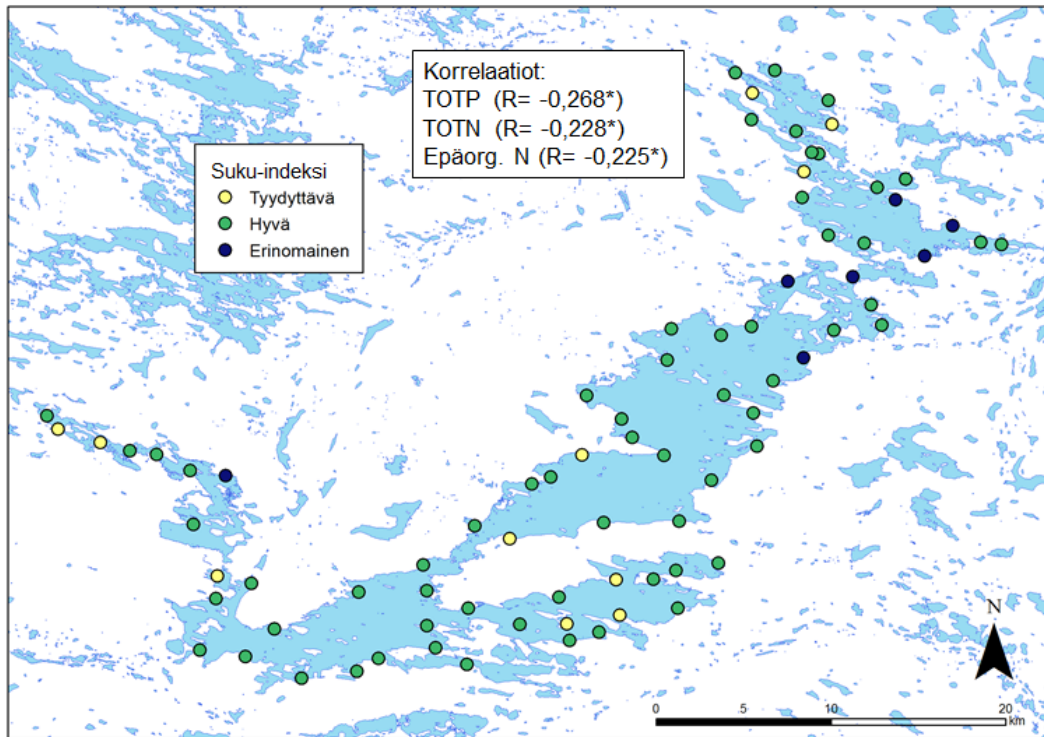 Korrelaatiot:
TOTP (R= -0,268*)
TOTN (R= -0,228*)
Epäorg. N (R= -0,225*)
Suku-indeksi
Tyydyttävä
Hyvä
Erinomainen
N
0 5 10 20
km